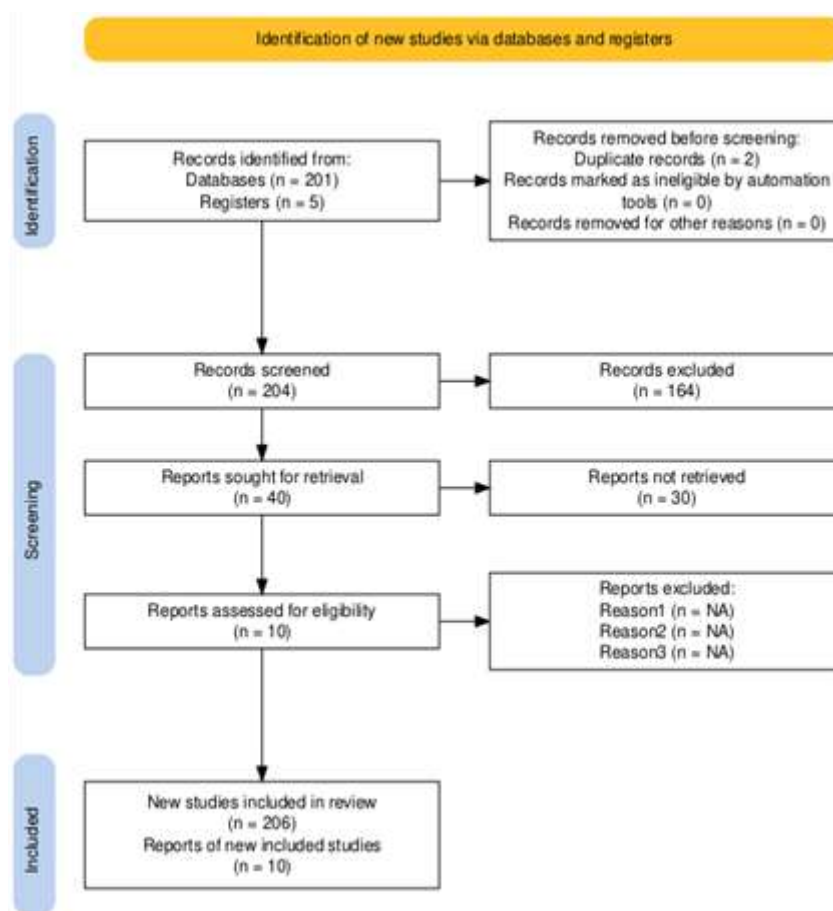 Identification of new studies via databases and registers
Identification
Records identified from:
Databases (n = 201)
Registers (n = 5)
Records removed before screening:
Duplicate records (n = 2)
Records marked as ineligible by automation
tools (n = 0)
Records removed for other reasons (n = 0)
Screening
Records screened
(n = 204)
Records excluded
(n = 164)
Reports sought for retrieval
(n = 40)
Reports not retrieved
(n = 30)
Reports assessed for eligibility
(n = 10)
Reports excluded:
Reason1 (n = NA)
Reason2 (n = NA)
Reason3 (n = NA)
Included
New studies included in review
(n = 206)
Reports of new included studies
(n = 10)